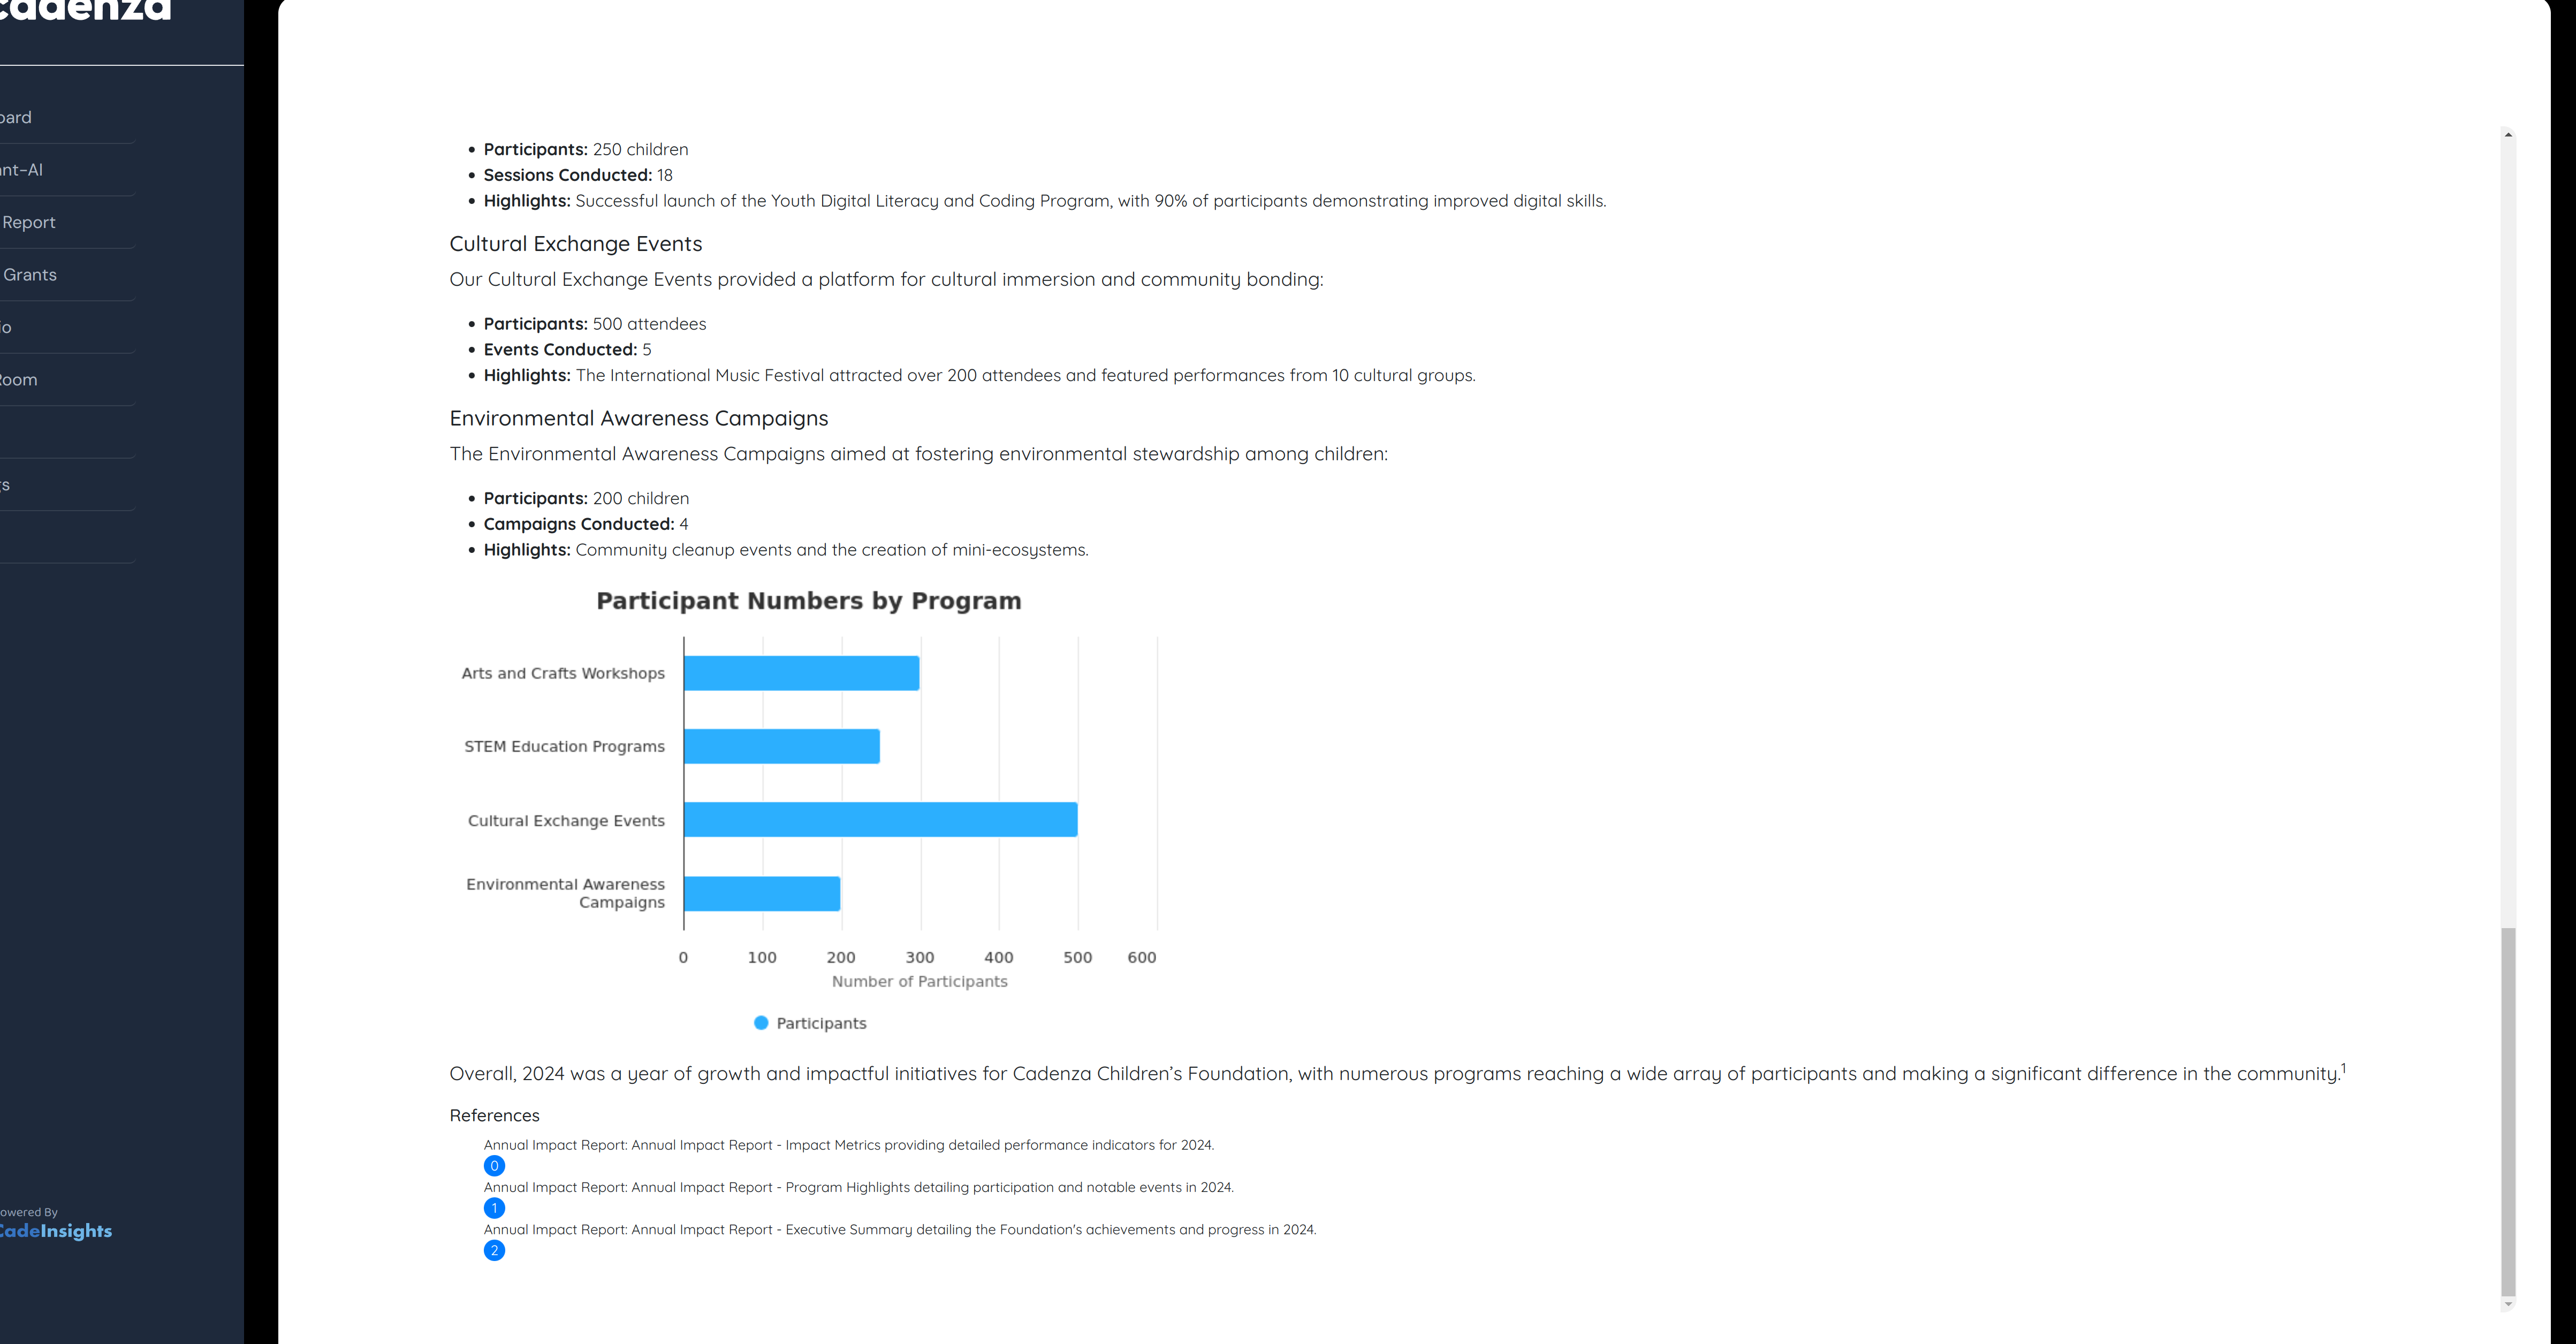 cadenza
Report
Grants
Participants: 250 children
Sessions Conducted: 18
Highlights: Successful launch of the Youth Digital Literacy and Coding Program, with 90% of participants demonstrating improved digital skills.
Cultural Exchange Events
Our Cultural Exchange Events provided a platform for cultural immersion and community bonding:
Participants: 500 attendees
Events Conducted: 5
Highlights: The International Music Festival attracted over 200 attendees and featured performances from 10 cultural groups.
Environmental Awareness Campaigns
The Environmental Awareness Campaigns aimed at fostering environmental stewardship among children:
Participants: 200 children
Campaigns Conducted: 4
Highlights: Community cleanup events and the creation of mini-ecosystems.
Participant Numbers by Program
Arts and Crafts Workshops
STEM Education Programs
Cultural Exchange Events
Environmental Awareness
Campaigns
0 100 200 300 400 500 600
Number of Participants
Participants
Overall, 2024 was a year of growth and impactful initiatives for Cadenza Children’s Foundation, with numerous programs reaching a wide array of participants and making a significant difference in the community.1
References
Annual Impact Report: Annual Impact Report - Impact Metrics providing detailed performance indicators for 2024.
0
Annual Impact Report: Annual Impact Report - Program Highlights detailing participation and notable events in 2024.
1
Annual Impact Report: Annual Impact Report - Executive Summary detailing the Foundation's achievements and progress in 2024.
2
By
CadeInsights